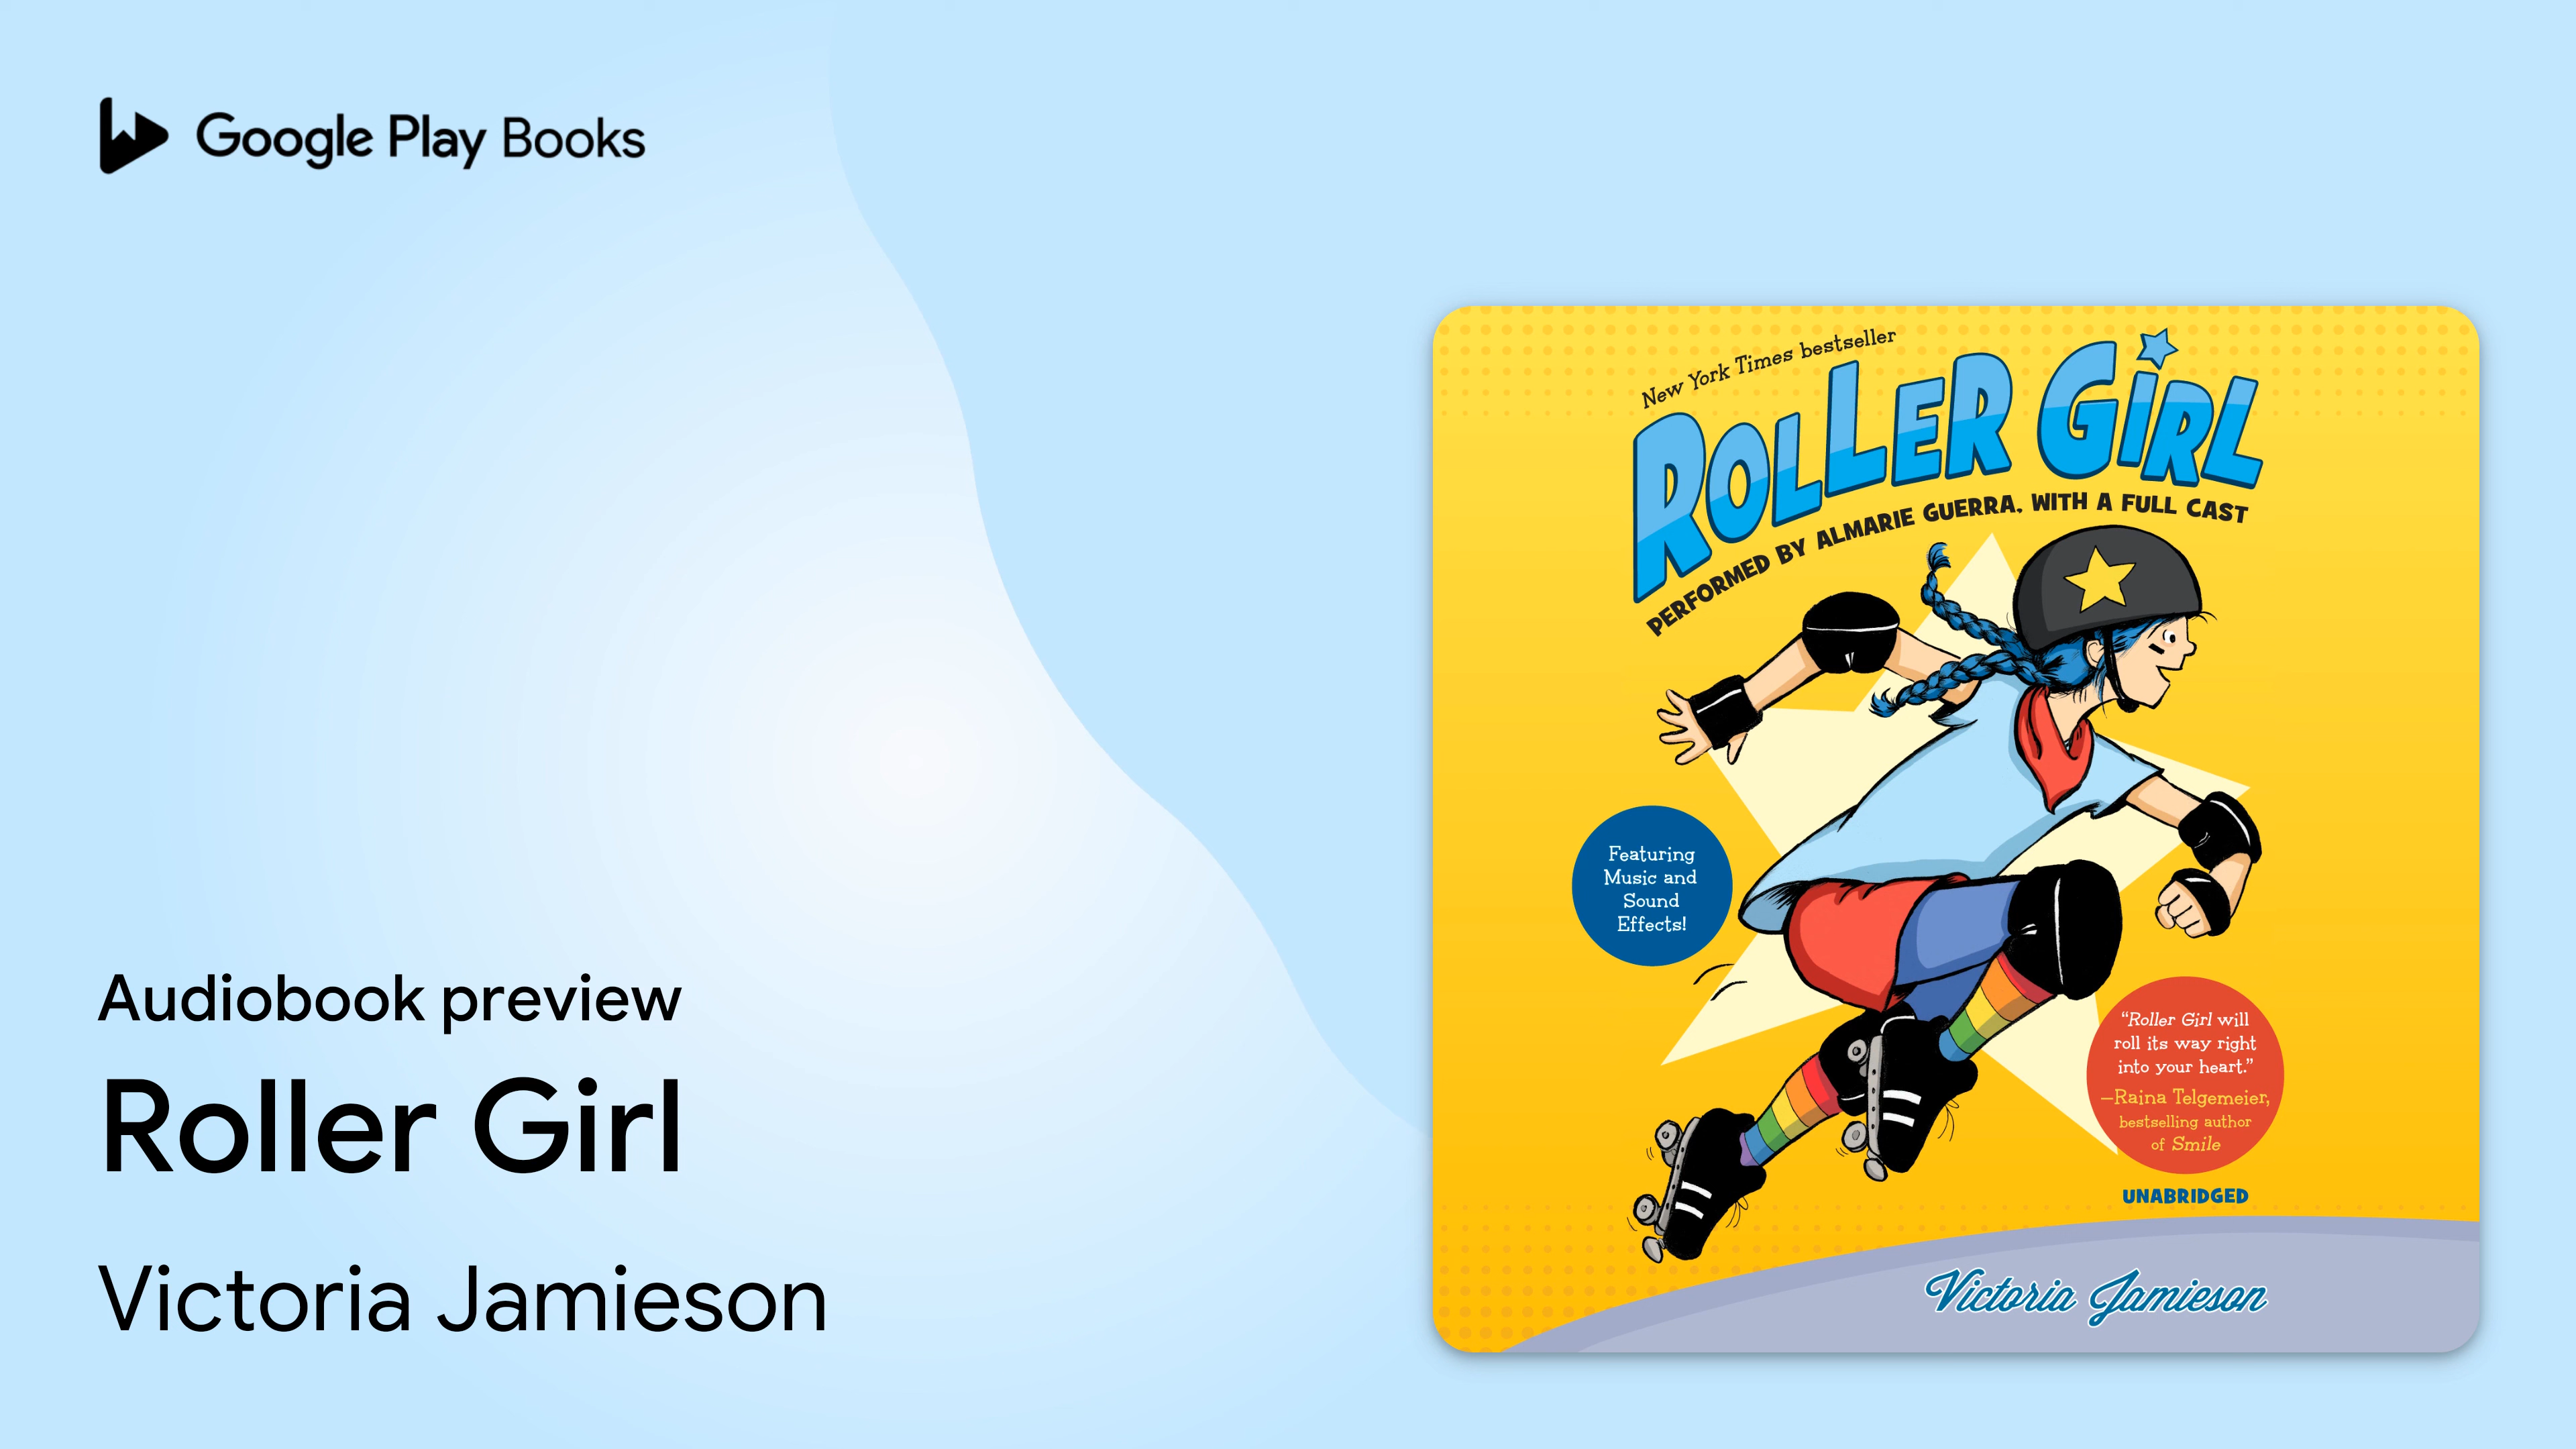 Google Play Books
Audiobook preview
Roller Girl
Victoria Jamieson
New York Times bestseller
ROLLER GiRL
PERFORMED BY ALMARIE GUERRA, WITH A FULL CAST
Featuring
Music and
Sound
Effects!
“Roller Girl will
roll its way right
into your heart.”
—Raina Telgemeier,
bestselling author
of Smile
UNABRIDGED
Victoria Jamieson